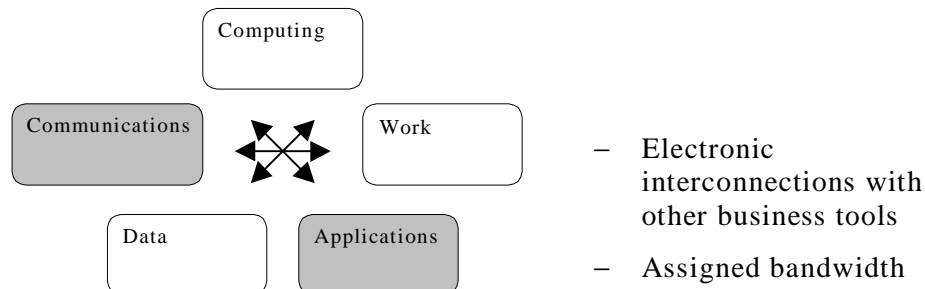 Computing
Communications
Work
Data
Applications
– Electronic
interconnections with
other business tools
– Assigned bandwidth